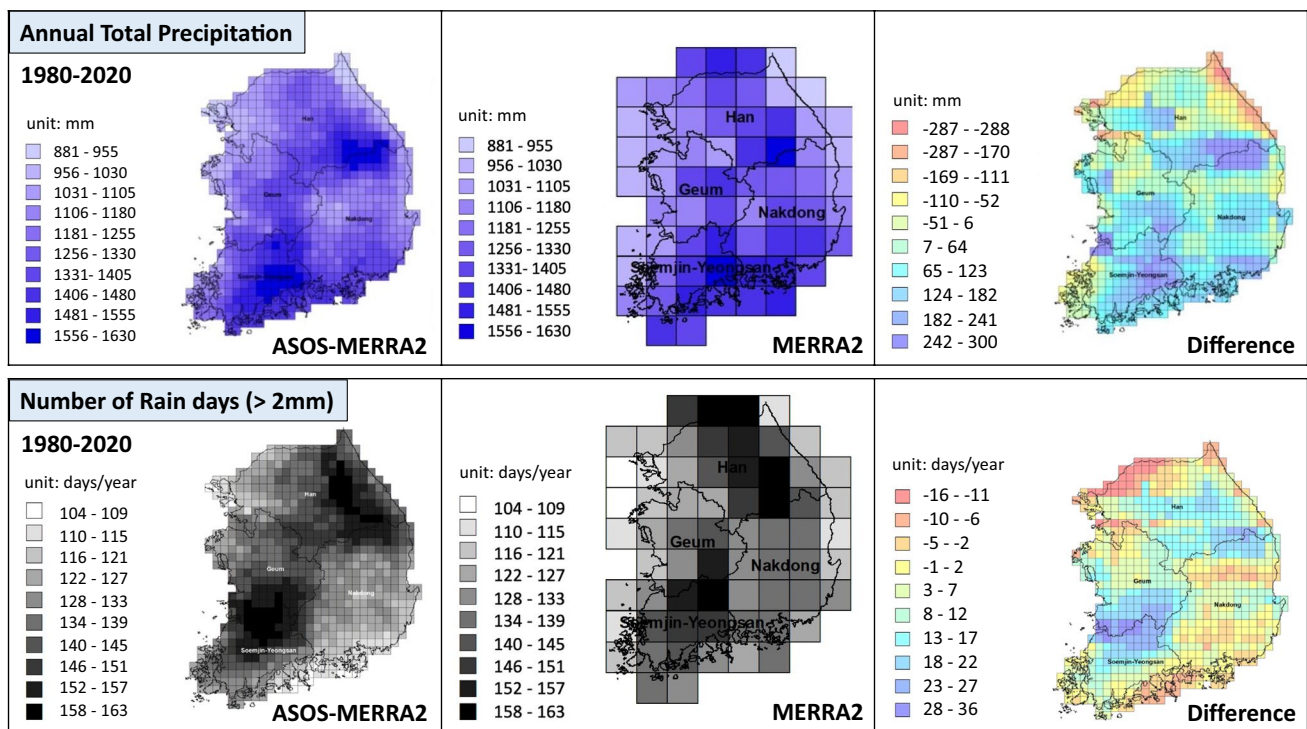 Annual Total Precipitation
1980-2020
unit: mm
881 - 955
956 - 1030
1031 - 1105
1106 - 1180
1181 - 1255
1256 - 1330
1331- 1405
1406 - 1480
1481 - 1555
1556 - 1630
Han
Geum
Nakdong
Soemjin-Yeongsan
ASOS-MERRA2
unit: mm
881 - 955
956 - 1030
1031 - 1105
1106 - 1180
1181 - 1255
1256 - 1330
1331- 1405
1406 - 1480
1481 - 1555
1556 - 1630
Han
Geum
Nakdong
Soemjin-Yeongsan
MERRA2
unit: mm
-287 - -288
-287 - -170
-169 - -111
-110 - -52
-51 - 6
7 - 64
65 - 123
124 - 182
182 - 241
242 - 300
Han
Geum
Nakdong
Soemjin-Yeongsan
Difference
Number of Rain days (> 2mm)
1980-2020
unit: days/year
104 - 109
110 - 115
116 - 121
122 - 127
128 - 133
134 - 139
140 - 145
146 - 151
152 - 157
158 - 163
Han
Geum
Nakdong
Soemjin-Yeongsan
ASOS-MERRA2
unit: days/year
104 - 109
110 - 115
116 - 121
122 - 127
128 - 133
134 - 139
140 - 145
146 - 151
152 - 157
158 - 163
Han
Geum
Nakdong
Soemjin-Yeongsan
MERRA2
unit: days/year
-16 - -11
-10 - -6
-5 - -2
-1 - 2
3 - 7
8 - 12
13 - 17
18 - 22
23 - 27
28 - 36
Han
Geum
Nakdong
Soemjin-Yeongsan
Difference